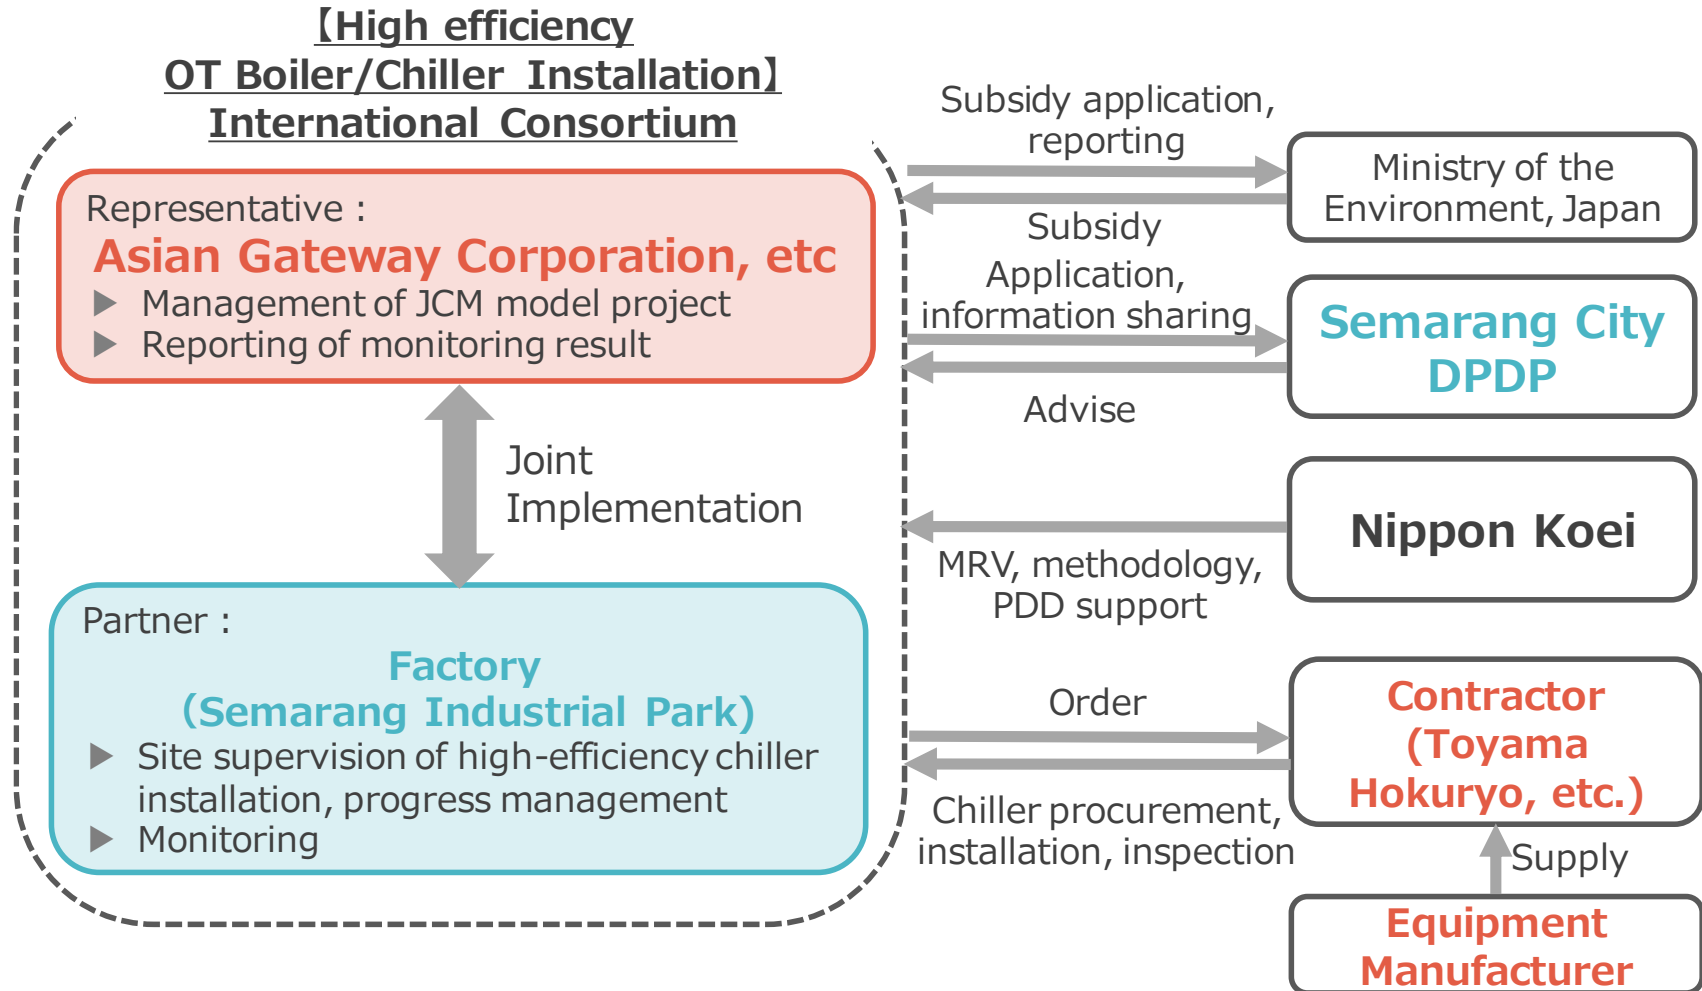 【High efficiency
OT Boiler/Chiller Installation】
International Consortium
Representative :
Asian Gateway Corporation, etc
▶ Management of JCM model project
▶ Reporting of monitoring result
Joint
Implementation
Partner :
Factory
(Semarang Industrial Park)
▶ Site supervision of high-efficiency chiller
installation, progress management
▶ Monitoring
Subsidy application,
reporting
Subsidy
Ministry of the
Environment, Japan
Application,
information sharing
Advise
Semarang City
DPDP
Nippon Koei
MRV, methodology,
PDD support
Order
Chiller procurement,
installation, inspection
Contractor
(Toyama
Hokuryo, etc.)
Supply
Equipment
Manufacturer